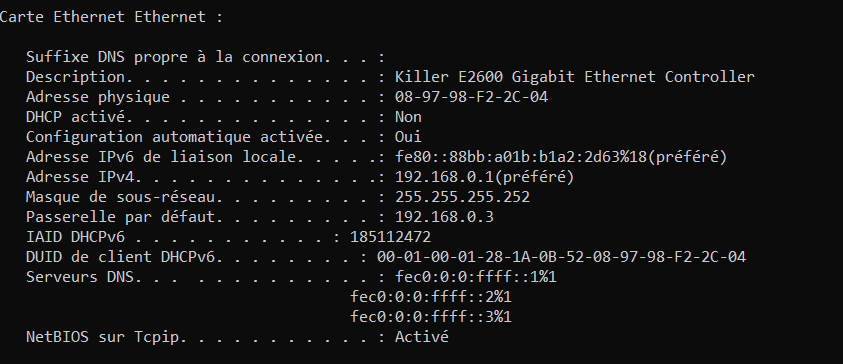 Carte Ethernet Ethernet :
Suffixe DNS propre à la connexion. . . :
Description. . . . . . . . . . . . . . : Killer E2600 Gigabit Ethernet Controller
Adresse physique . . . . . . . . . . . : 08-97-98-F2-2C-04
DHCP activé. . . . . . . . . . . . . . : Non
Configuration automatique activée. . . : Oui
Adresse IPv6 de liaison locale. . . . .: fe80::88bb:a01b:b1a2:2d63%18(préféré)
Adresse IPv4. . . . . . . . . . . . . .: 192.168.0.1(préféré)
Masque de sous-réseau. . . . . . . . . : 255.255.255.252
Passerelle par défaut. . . . . . . . . : 192.168.0.3
IAID DHCPv6 . . . . . . . . . . . : 185112472
DUID de client DHCPv6. . . . . . . . : 00-01-00-01-28-1A-0B-52-08-97-98-F2-2C-04
Serveurs DNS. . . . . . . . . . . . . : fec0:0:0:ffff::1%1
fec0:0:0:ffff::2%1
fec0:0:0:ffff::3%1
NetBIOS sur Tcpip. . . . . . . . . . . : Activé